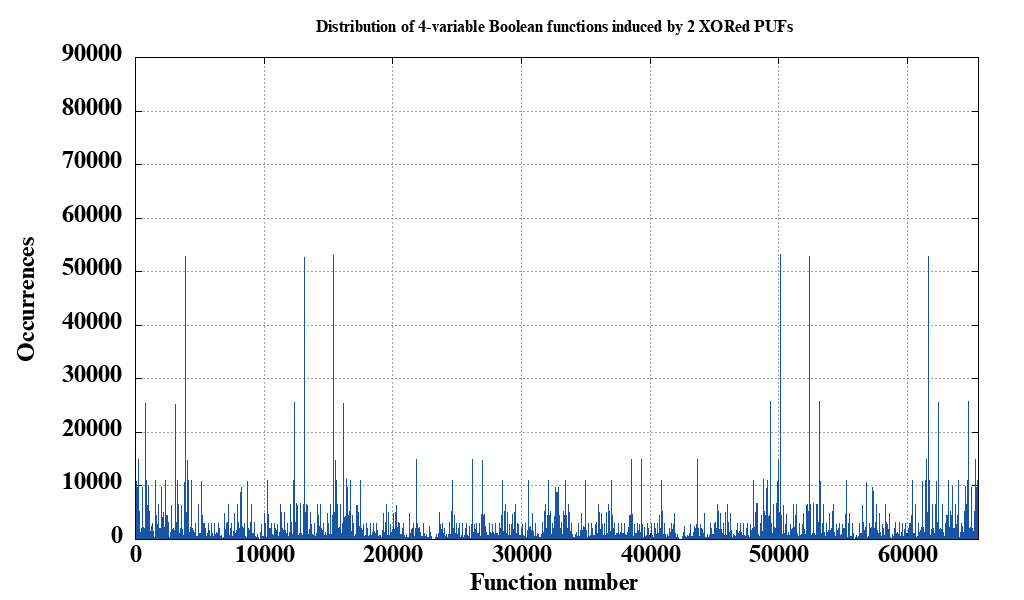 Distribution of 4-variable Boolean functions induced by 2 XORed PUFs
90000
80000
70000
60000
50000
40000
30000
20000
10000
0
Occurrences
0 10000 20000 30000 40000 50000 60000
Function number